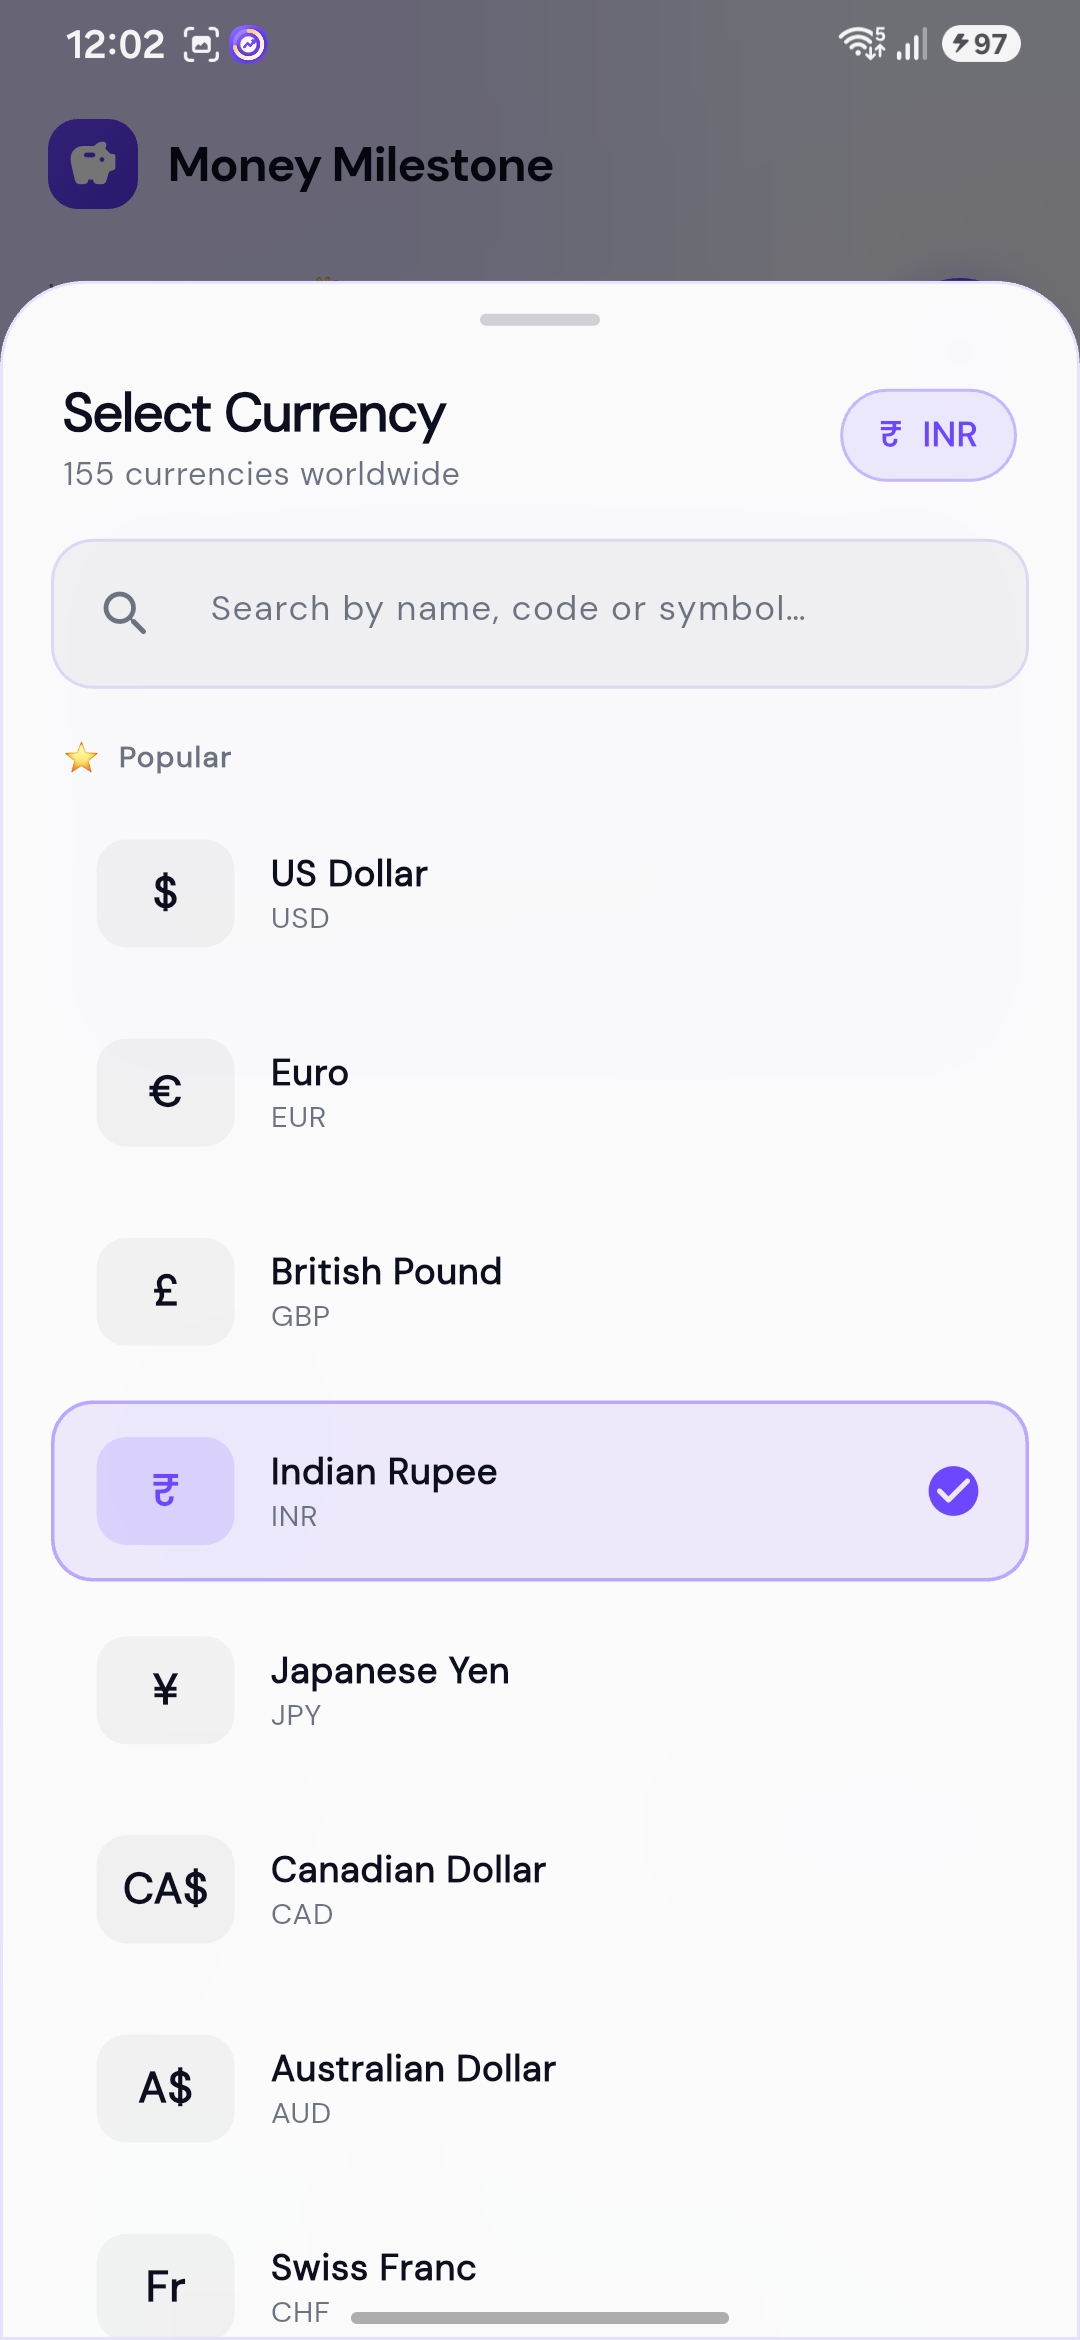 12:02
5
97
Money Milestone
Select Currency
₹ INR
155 currencies worldwide
Search by name, code or symbol...
Popular
$
US Dollar
USD
€
Euro
EUR
£
British Pound
GBP
₹
Indian Rupee
INR
¥
Japanese Yen
JPY
CA$
Canadian Dollar
CAD
A$
Australian Dollar
AUD
Fr
Swiss Franc
CHF